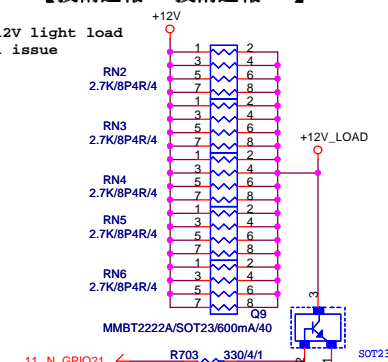 +12V
12V light load
issue
1 2
3 4
5 6
7 8
RN2
2.7K/8P4R/4
1 2
3 4
5 6
7 8
RN3
2.7K/8P4R/4
+12V_LOAD
1 2
3 4
5 6
7 8
RN4
2.7K/8P4R/4
1 2
3 4
5 6
7 8
RN5
2.7K/8P4R/4
1 2
3 4
5 6
7 8
RN6
2.7K/8P4R/4
Q9
3
MMBT2222A/SOT23/600mA/40
2 1
SOT23
11 N_GPIO21
R703 330/4/1